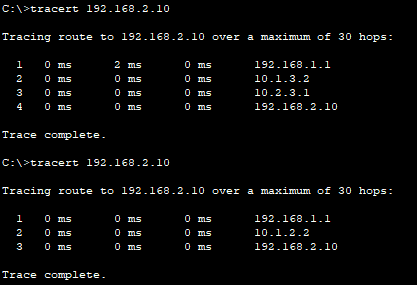 C:\>tracert 192.168.2.10
Tracing route to 192.168.2.10 over a maximum of 30 hops:
1 0 ms 2 ms 0 ms 192.168.1.1
2 0 ms 0 ms 0 ms 10.1.3.2
3 0 ms 0 ms 0 ms 10.2.3.1
4 0 ms 0 ms 0 ms 192.168.2.10
Trace complete.
C:\>tracert 192.168.2.10
Tracing route to 192.168.2.10 over a maximum of 30 hops:
1 0 ms 0 ms 0 ms 192.168.1.1
2 0 ms 0 ms 0 ms 10.1.2.2
3 0 ms 0 ms 0 ms 192.168.2.10
Trace complete.